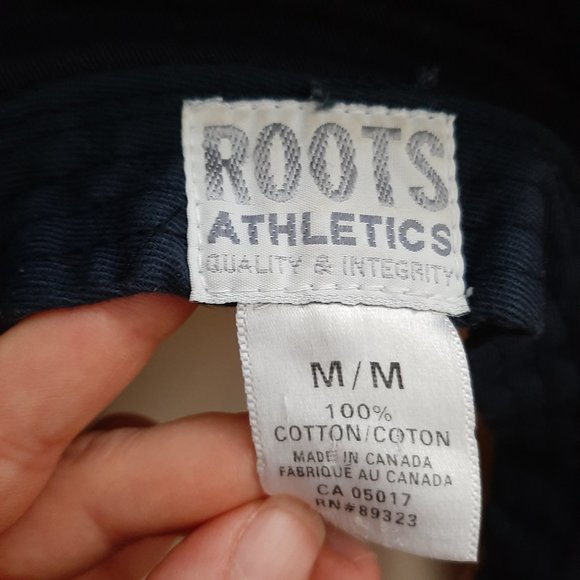 ROOTS
ATHLETICS
QUALITY & INTEGRITY
M/M
100%
COTTON/COTON
MADE IN CANADA
FABRIQUÉ AU CANADA
CA 05017
RN#89323